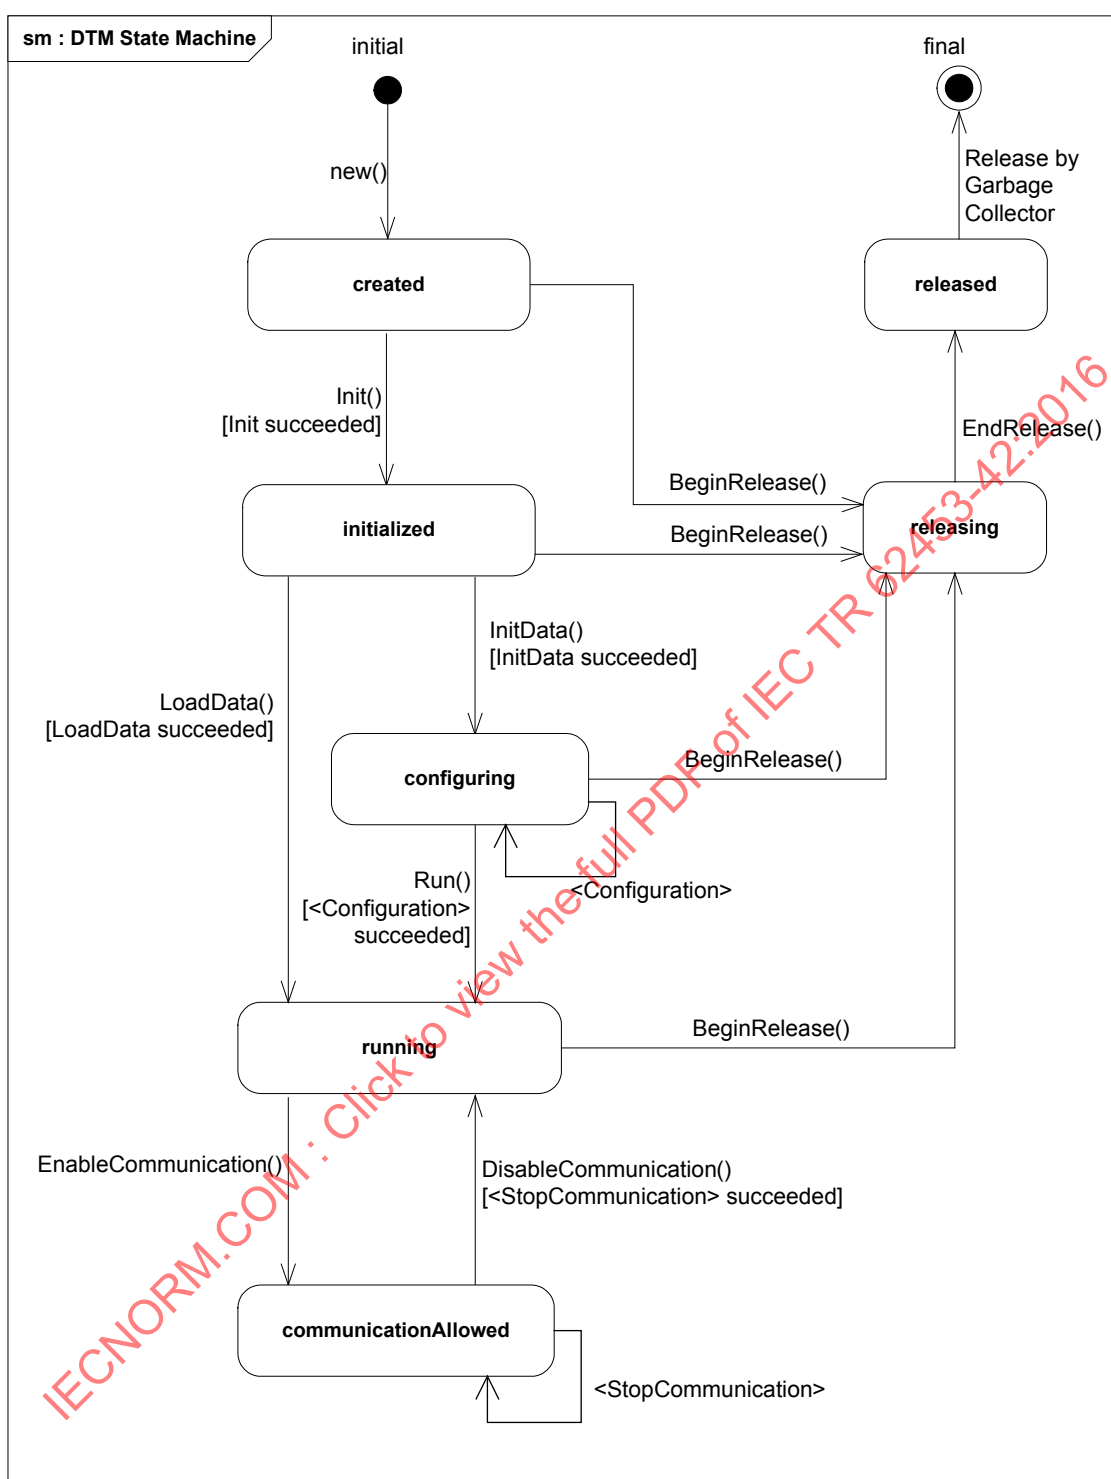 sm : DTM State Machine
initial
final
new()
Release by
Garbage
Collector
created
released
Init()
[Init succeeded]
EndRelease()
BeginRelease()
initialized
BeginRelease()
releasing
InitData()
[InitData succeeded]
LoadData()
[LoadData succeeded]
configuring
BeginRelease()
<Configuration>
Run()
[<Configuration>
succeeded]
running
BeginRelease()
EnableCommunication()
DisableCommunication()
[<StopCommunication> succeeded]
communicationAllowed
<StopCommunication>
IECNORM.COM : Click to view the full PDF of IEC TR 62453-42:2016